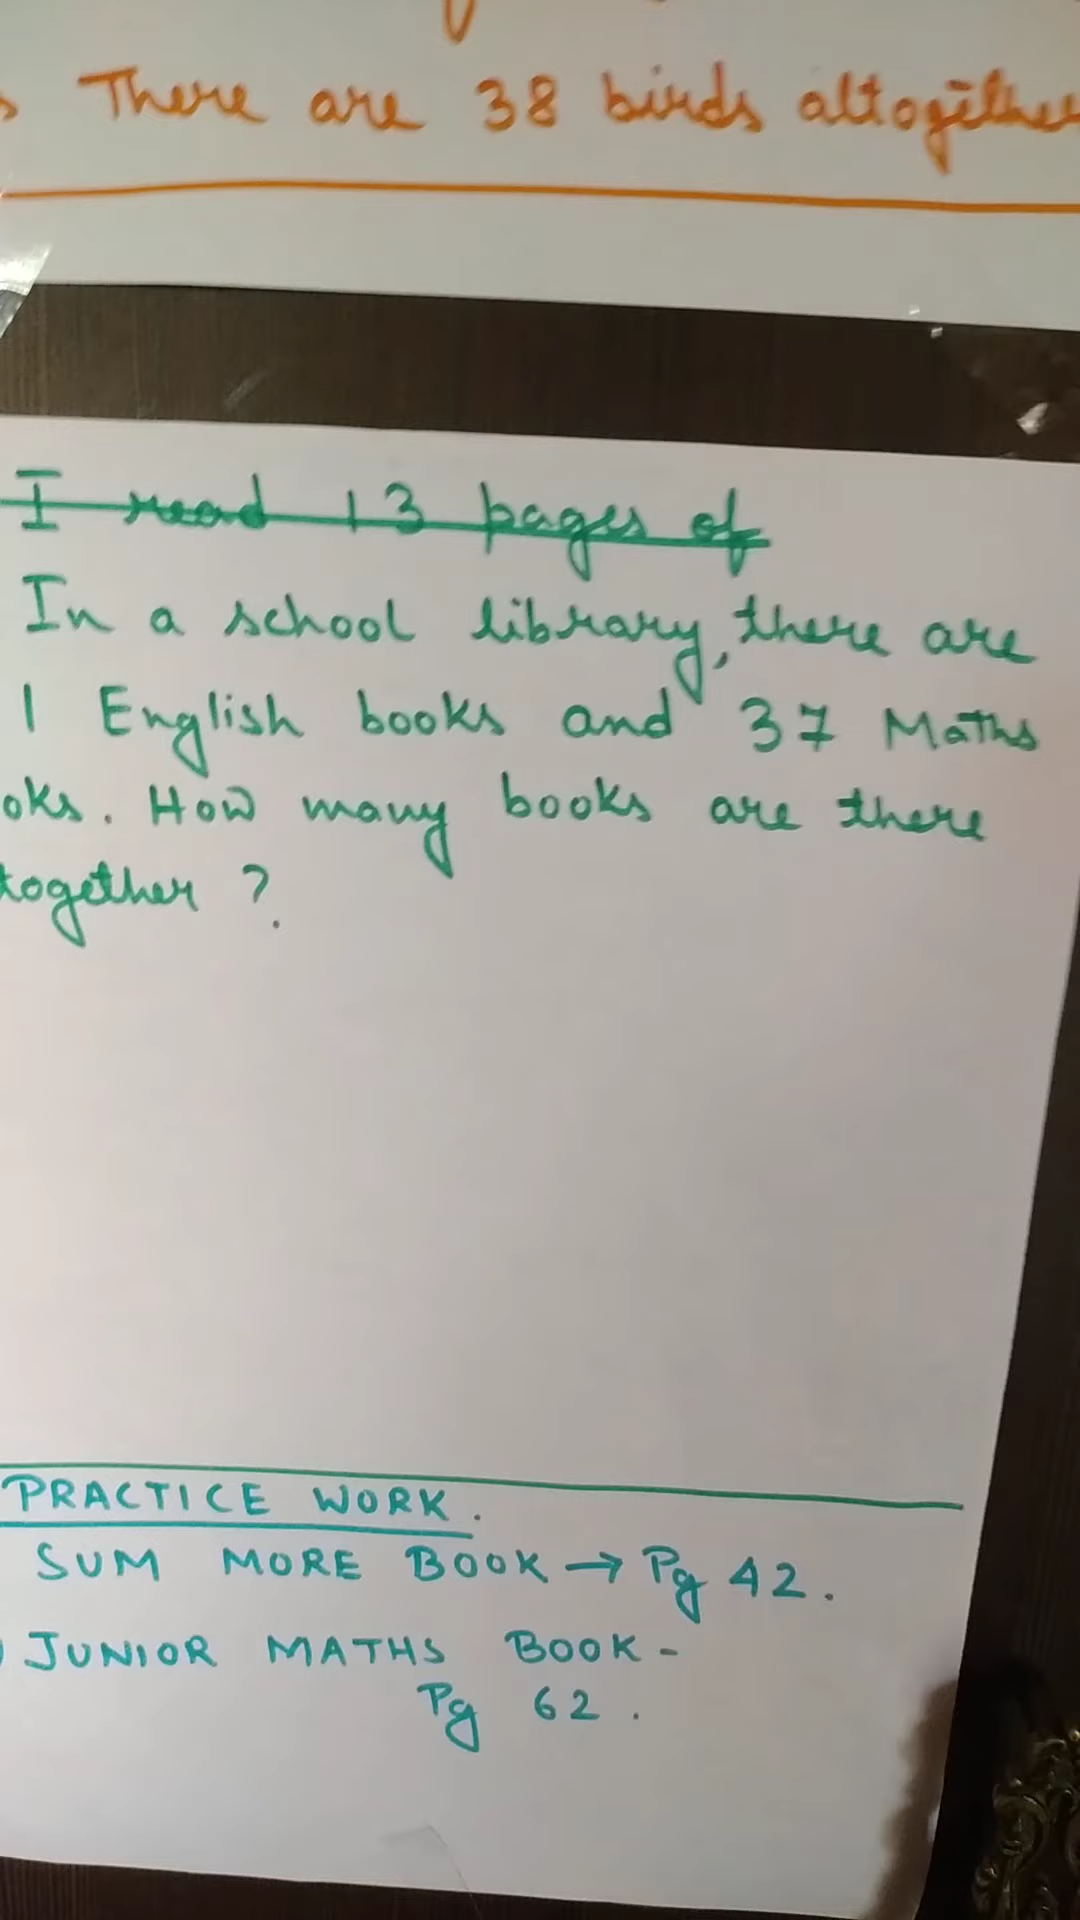 There are 38 birds altogether
I read 13 pages of
In a school library, there are
1 English books and 37 Maths
oks. How many books are there
together ?
PRACTICE WORK.
SUM MORE BOOK → Pg 42.
JUNIOR MATHS BOOK -
Pg 62.